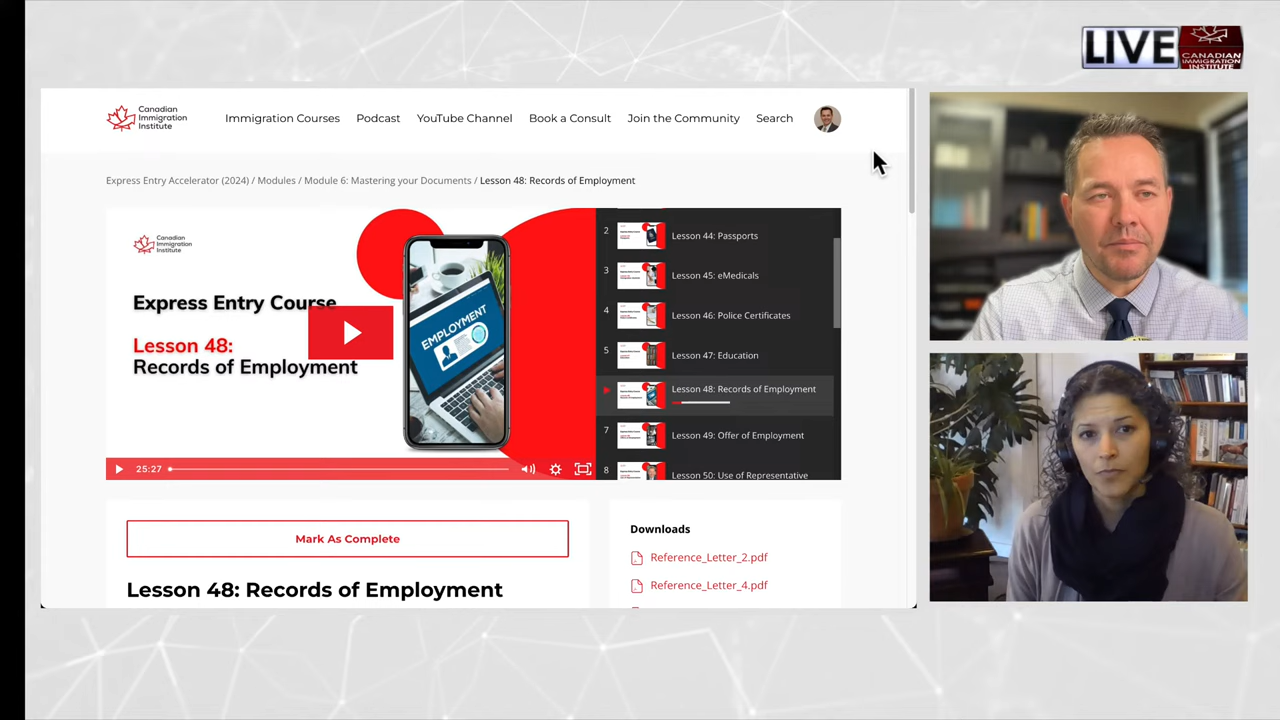 LIVE
CANADIAN
IMMIGRATION
INSTITUTE
Canadian
Immigration
Institute
Immigration Courses
Podcast
YouTube Channel
Book a Consult
Join the Community
Search
Express Entry Accelerator (2024) / Modules / Module 6: Mastering your Documents / Lesson 48: Records of Employment
Canadian
Immigration
Institute
Express Entry Course
Lesson 48:
Records of Employment
EMPLOYMENT
25:27
2 Lesson 44: Passports
3 Lesson 45: eMedicals
4 Lesson 46: Police Certificates
5 Lesson 47: Education
Lesson 48: Records of Employment
7 Lesson 49: Offer of Employment
8 Lesson 50: Use of Representative
Mark As Complete
Lesson 48: Records of Employment
Downloads
Reference_Letter_2.pdf
Reference_Letter_4.pdf